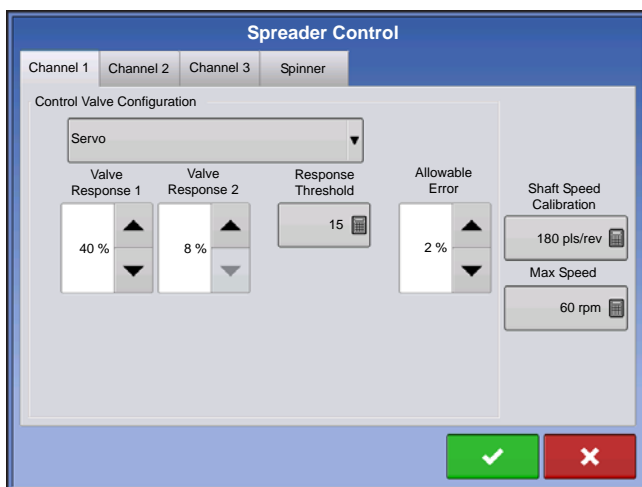 Spreader Control
Channel 1
Channel 2
Channel 3
Spinner
Control Valve Configuration
Servo
Valve
Response 1
Valve
Response 2
Response
Threshold
Allowable
Error
40 %
8 %
15
2 %
Shaft Speed
Calibration
180 pls/rev
Max Speed
60 rpm